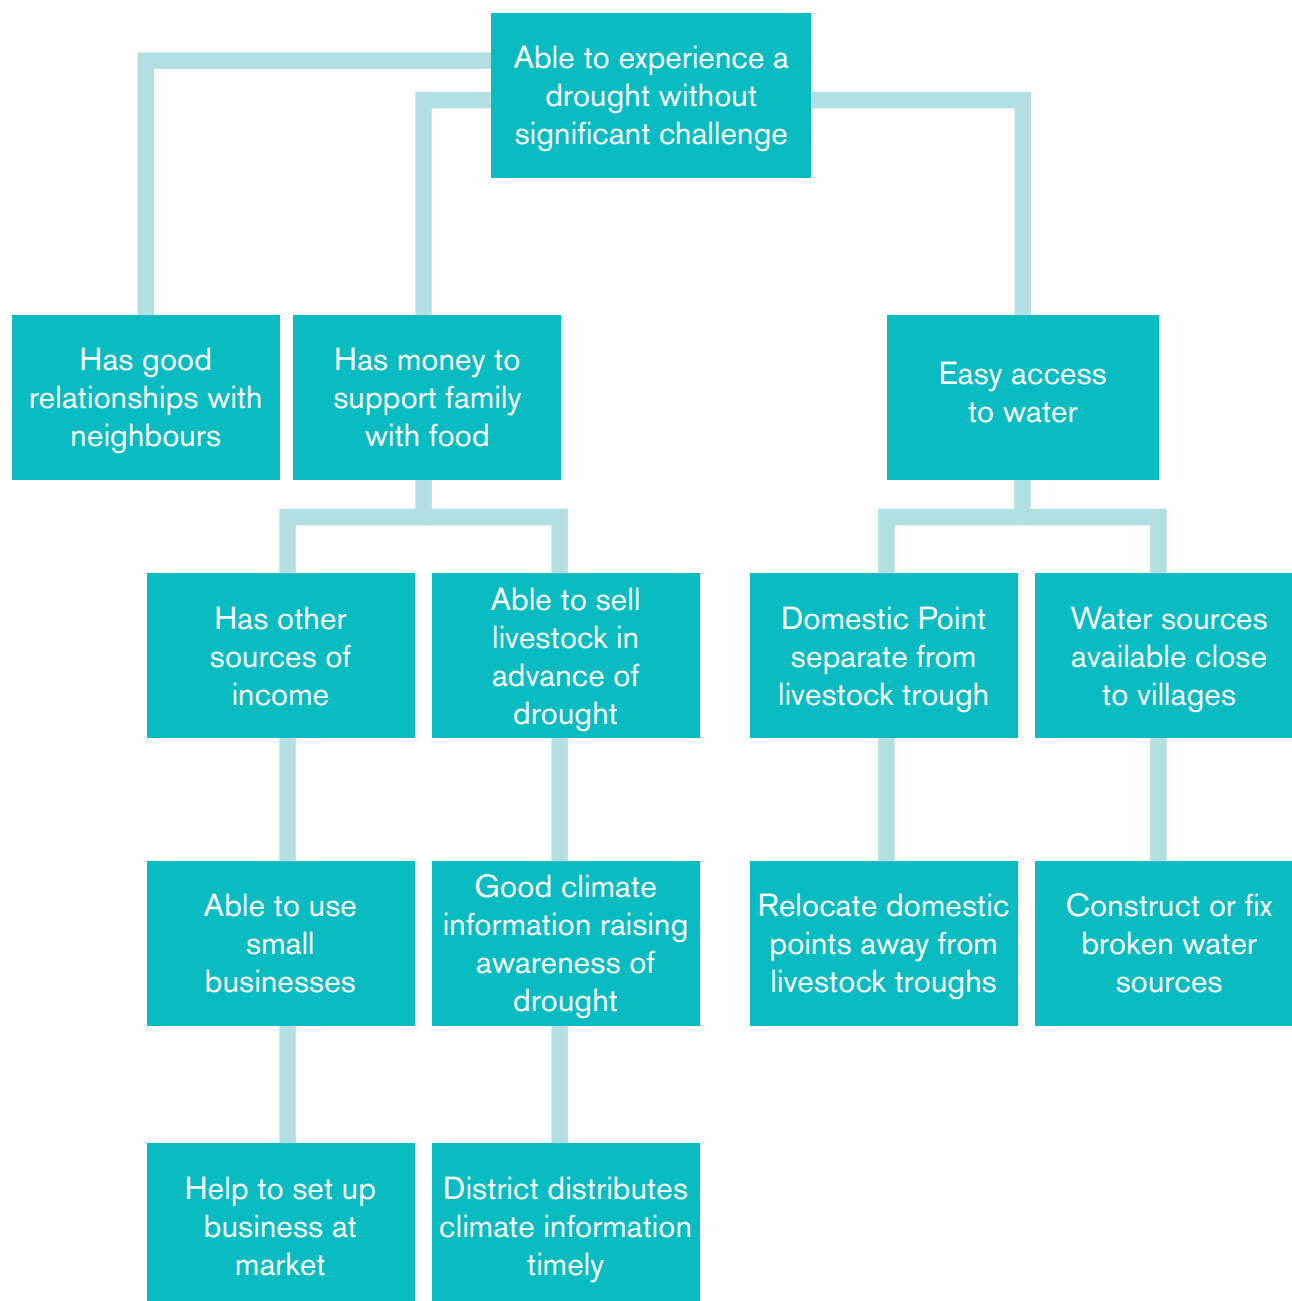 Able to experience a
drought without
significant challenge
Has good
relationships with
neighbours
Has money to
support family
with food
Easy access
to water
Has other
sources of
income
Able to sell
livestock in
advance of
drought
Domestic Point
separate from
livestock trough
Water sources
available close
to villages
Able to use
small
businesses
Good climate
information raising
awareness of
drought
Relocate domestic
points away from
livestock troughs
Construct or fix
broken water
sources
Help to set up
business at
market
District distributes
climate information
timely